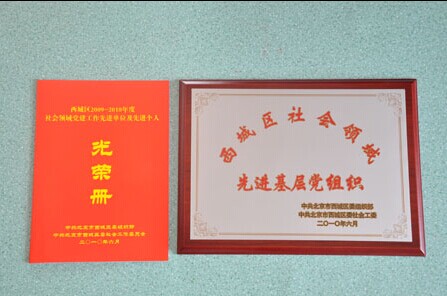 西城区2009-2010年度
社会领域党建工作先进单位及先进个人
光荣册
中共北京市西城区委组织部
中共北京市西城区委社会工作委员会
二〇一〇年六月
西城区社会领域
先进基层党组织
中共北京市西城区委组织部
中共北京市西城区委社会工委
二〇一〇年六月